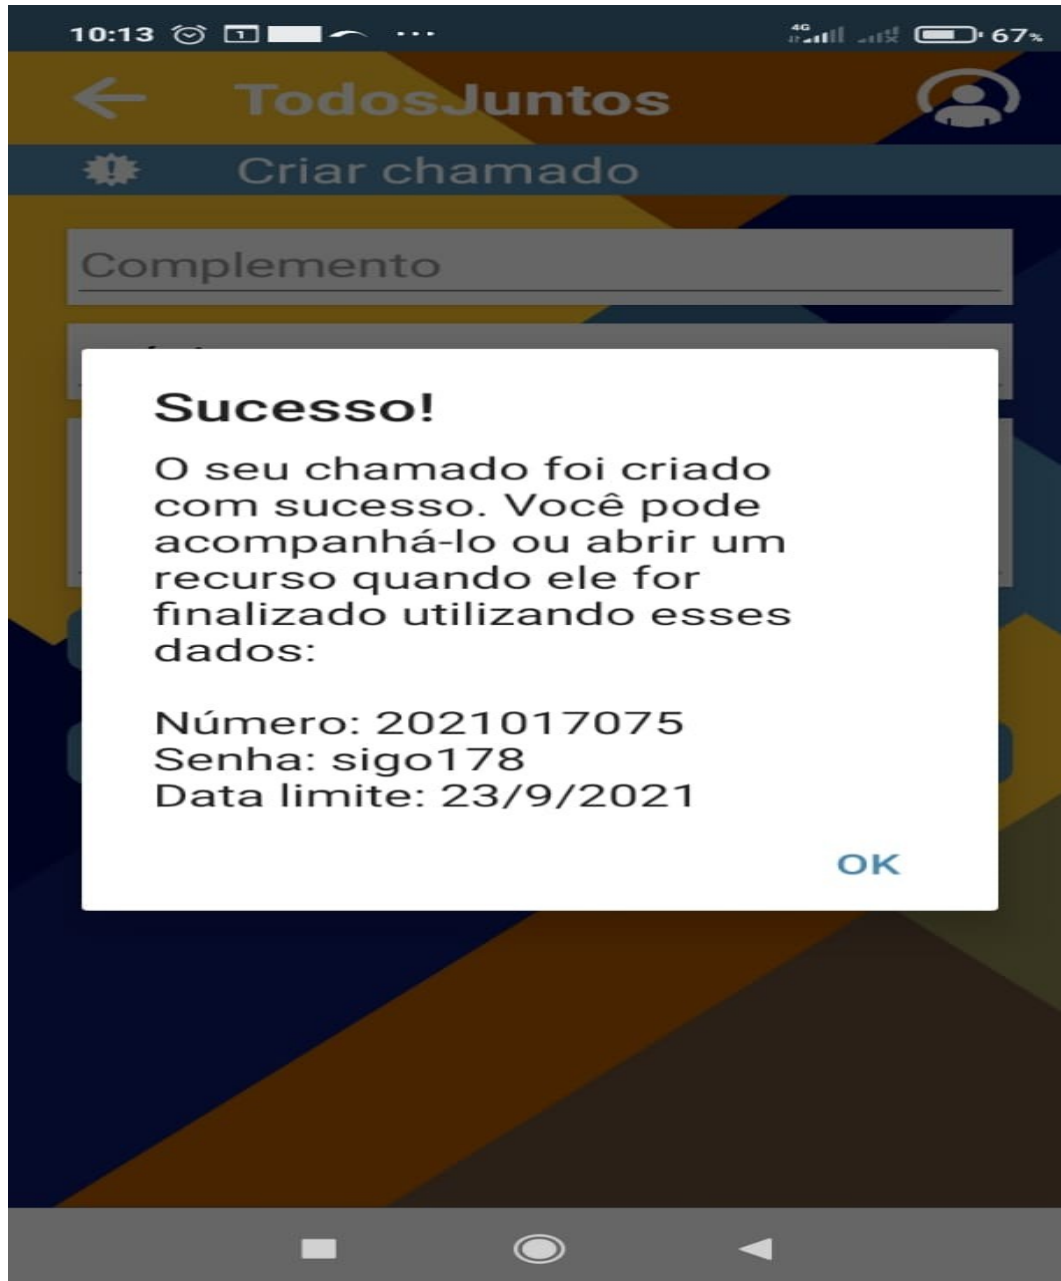 10:13 1 ... 4G 67%
TodosJuntos
Criar chamado
Complemento
Sucesso!
O seu chamado foi criado
com sucesso. Você pode
acompanhá-lo ou abrir um
recurso quando ele for
finalizado utilizando esses
dados:
Número: 2021017075
Senha: sigo178
Data limite: 23/9/2021
OK